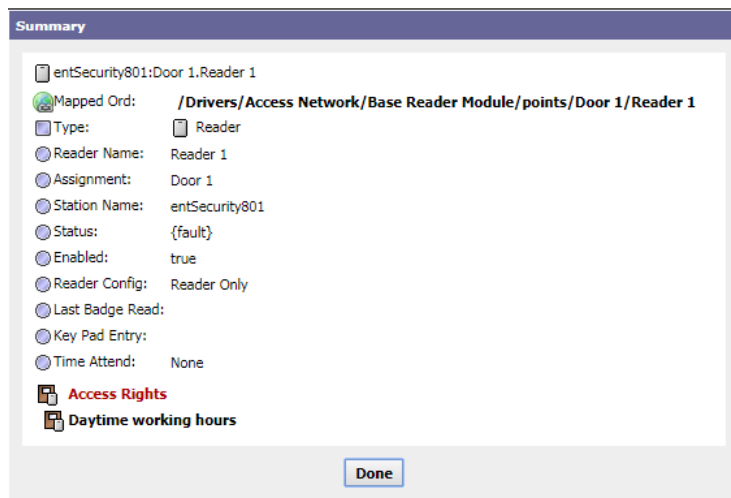 Summary
entSecurity801:Door 1.Reader 1
Mapped Ord: /Drivers/Access Network/Base Reader Module/points/Door 1/Reader 1
Type: Reader
Reader Name: Reader 1
Assignment: Door 1
Station Name: entSecurity801
Status: {fault}
Enabled: true
Reader Config: Reader Only
Last Badge Read:
Key Pad Entry:
Time Attend: None
Access Rights
Daytime working hours
Done